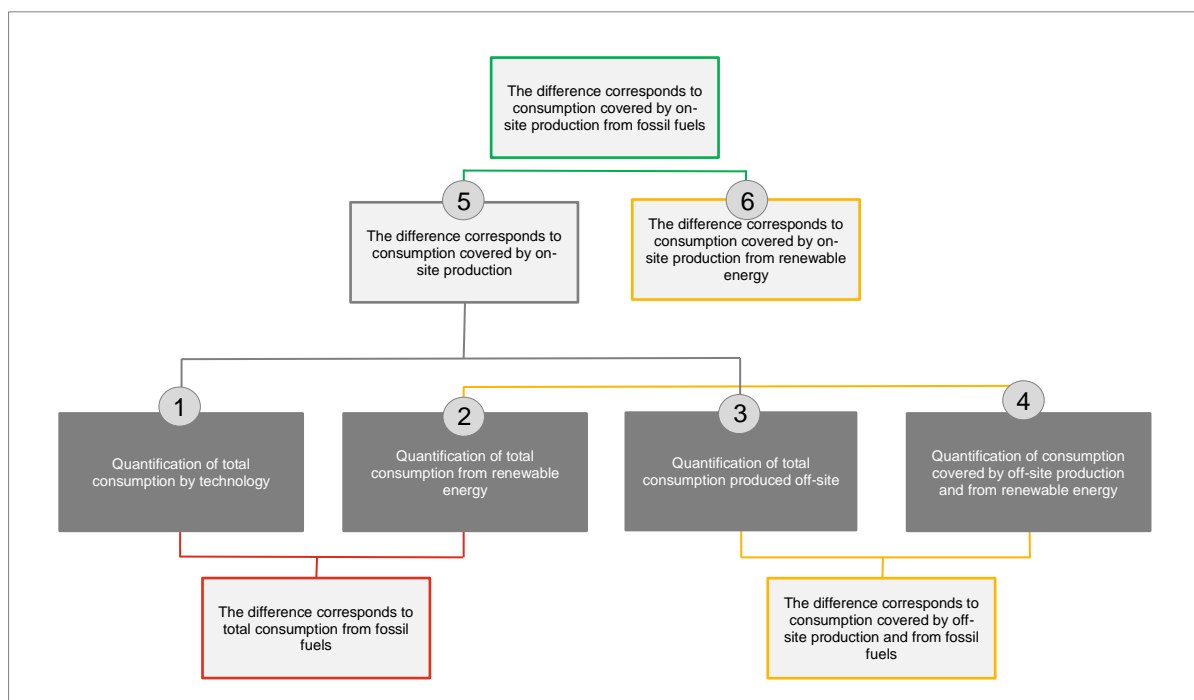 The difference corresponds to
consumption covered by on-
site production from fossil fuels
5
6
The difference corresponds to
consumption covered by on-
site production
The difference corresponds to
consumption covered by on-
site production from renewable
energy
1
2
3
4
Quantification of total
consumption by technology
Quantification of total
consumption from renewable
energy
Quantification of total
consumption produced off-site
Quantification of consumption
covered by off-site production
and from renewable energy
The difference corresponds to
total consumption from fossil
fuels
The difference corresponds to
consumption covered by off-
site production and from fossil
fuels